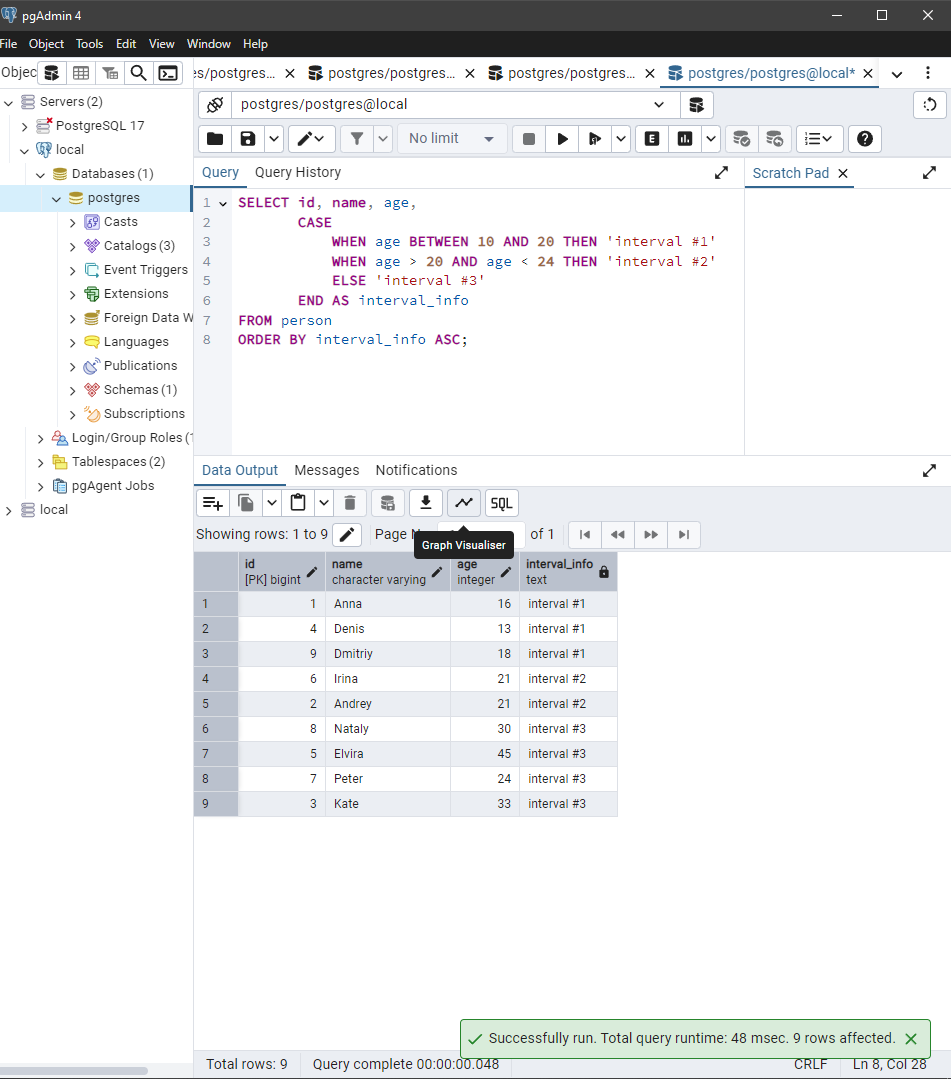 pgAdmin 4
File Object Tools Edit View Window Help
Objec
es/postgres... postgres/postgres... postgres/postgres... postgres/postgres@local*
postgres/postgres@local
No limit
Servers (2)
PostgreSQL 17
local
Databases (1)
postgres
Casts
Catalogs (3)
Event Triggers
Extensions
Foreign Data W
Languages
Publications
Schemas (1)
Subscriptions
Login/Group Roles (1
Tablespaces (2)
pgAgent Jobs
local
Query Query History
Scratch Pad
1 SELECT id, name, age,
2 CASE
3 WHEN age BETWEEN 10 AND 20 THEN 'interval #1'
4 WHEN age > 20 AND age < 24 THEN 'interval #2'
5 ELSE 'interval #3'
6 END AS interval_info
7 FROM person
8 ORDER BY interval_info ASC;
Data Output Messages Notifications
SQL
Showing rows: 1 to 9 Page N of 1
Graph Visualiser
id name age interval_info
[PK] bigint character varying integer text
1 1 Anna 16 interval #1
2 4 Denis 13 interval #1
3 9 Dmitriy 18 interval #1
4 6 Irina 21 interval #2
5 2 Andrey 21 interval #2
6 8 Nataly 30 interval #3
7 5 Elvira 45 interval #3
8 7 Peter 24 interval #3
9 3 Kate 33 interval #3
Successfully run. Total query runtime: 48 msec. 9 rows affected.
Total rows: 9 Query complete 00:00:00.048 CRLF Ln 8, Col 28